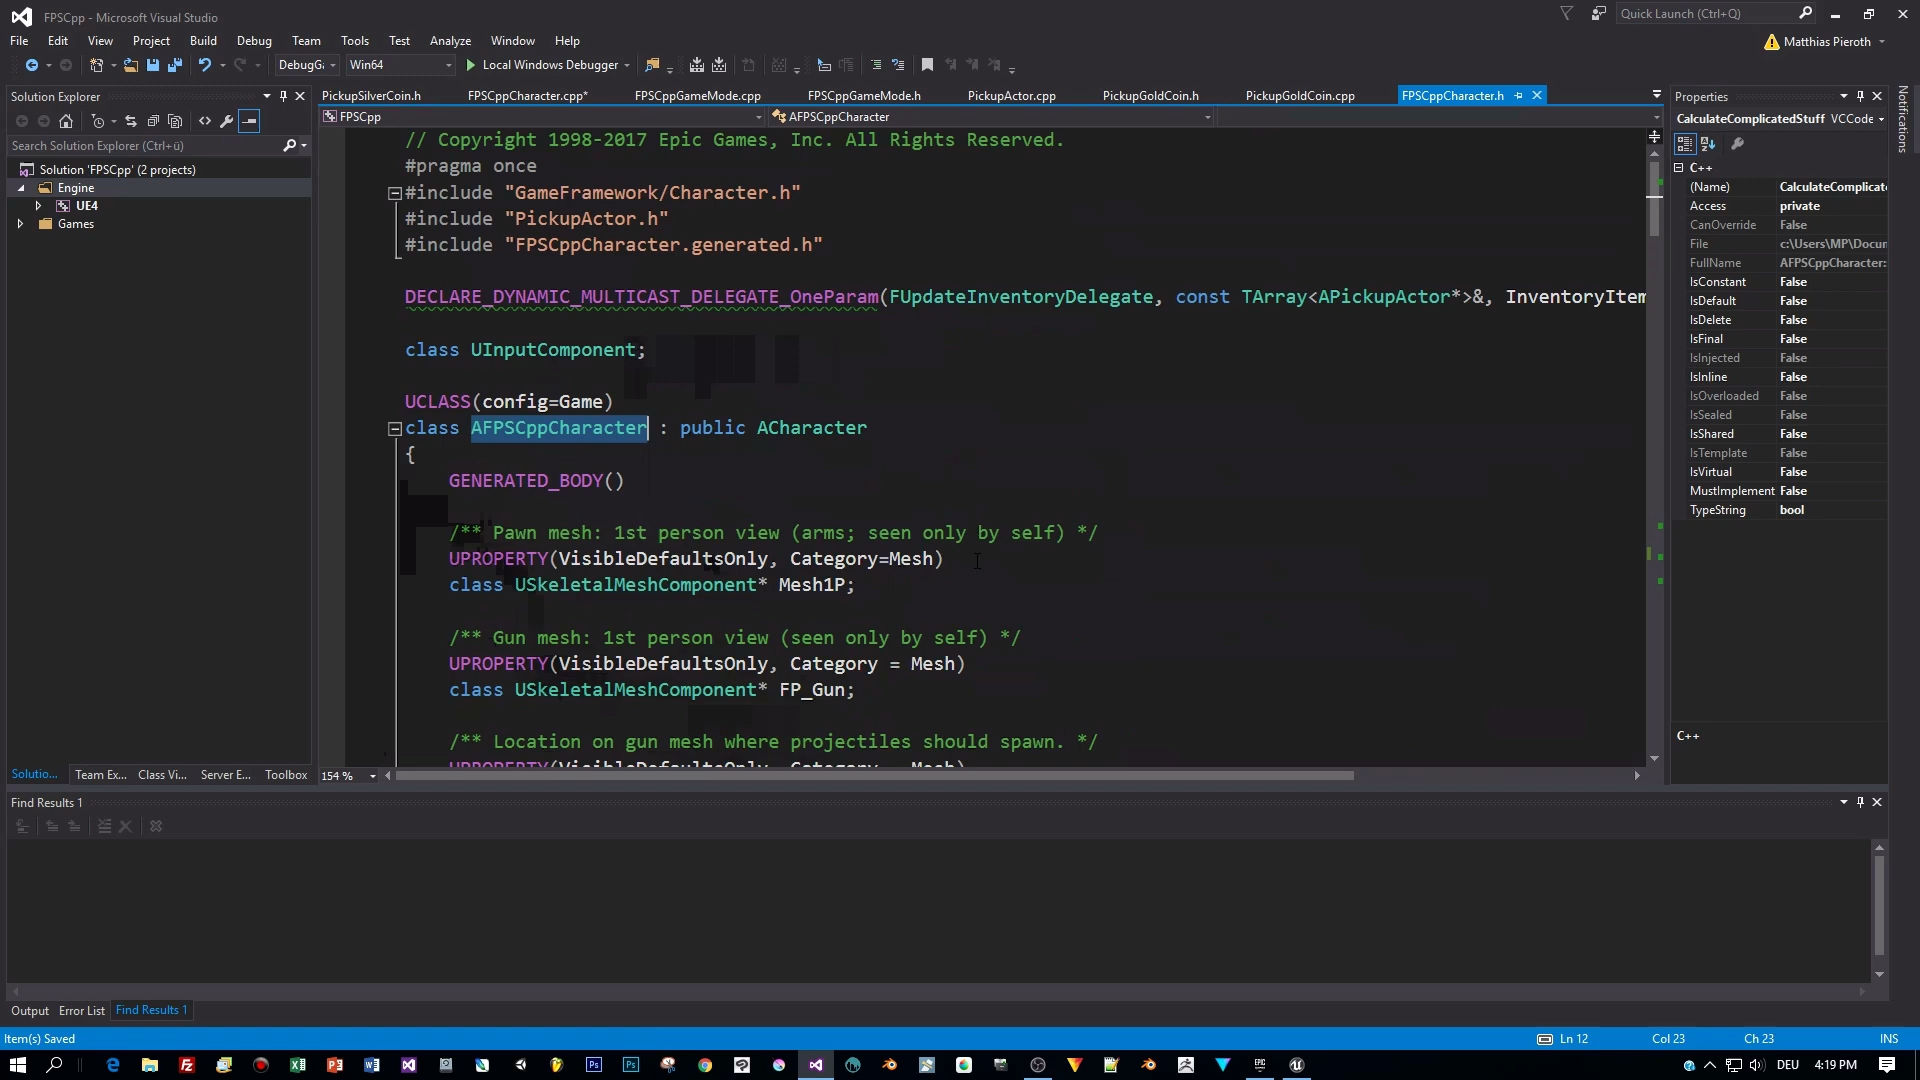 FPSCpp - Microsoft Visual Studio
Quick Launch (Ctrl+Q)
File Edit View Project Build Debug Team Tools Test Analyze Window Help
Matthias Pieroth
DebugG Win64 Local Windows Debugger
Solution Explorer
Search Solution Explorer (Ctrl+ü)
Solution 'FPSCpp' (2 projects)
Engine
UE4
Games
Soluti... Team Ex... Class Vi... Server E... Toolbox
PickupSilverCoin.h FPSCppCharacter.cpp* FPSCppGameMode.cpp FPSCppGameMode.h PickupActor.cpp PickupGoldCoin.h PickupGoldCoin.cpp FPSCppCharacter.h
FPSCpp AFPSCppCharacter
// Copyright 1998-2017 Epic Games, Inc. All Rights Reserved.
#pragma once
#include "GameFramework/Character.h"
#include "PickupActor.h"
#include "FPSCppCharacter.generated.h"
DECLARE_DYNAMIC_MULTICAST_DELEGATE_OneParam(FUpdateInventoryDelegate, const TArray<APickupActor*>&, InventoryItem
class UInputComponent;
UCLASS(config=Game)
class AFPSCppCharacter : public ACharacter
{
GENERATED_BODY()
/** Pawn mesh: 1st person view (arms; seen only by self) */
UPROPERTY(VisibleDefaultsOnly, Category=Mesh)
class USkeletalMeshComponent* Mesh1P;
/** Gun mesh: 1st person view (seen only by self) */
UPROPERTY(VisibleDefaultsOnly, Category = Mesh)
class USkeletalMeshComponent* FP_Gun;
/** Location on gun mesh where projectiles should spawn. */
UPROPERTY(VisibleDefaultsOnly, Category = Mesh)
154 %
Properties
CalculateComplicatedStuff VCCode
C++
(Name) CalculateComplicate
Access private
CanOverride False
File c:\Users\MP\Docum
FullName AFPSCppCharacter:
IsConstant False
IsDefault False
IsDelete False
IsFinal False
IsInjected False
IsInline False
IsOverloaded False
IsSealed False
IsShared False
IsTemplate False
IsVirtual False
MustImplement False
TypeString bool
C++
Notifications
Find Results 1
Output Error List Find Results 1
Item(s) Saved Ln 12 Col 23 Ch 23 INS
DEU 4:19 PM